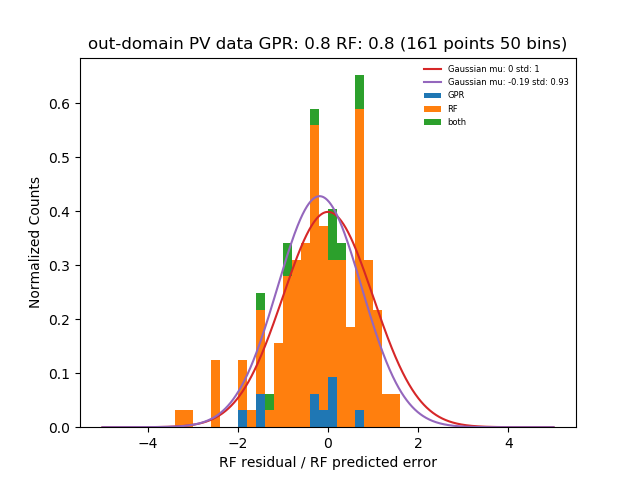 out-domain PV data GPR: 0.8 RF: 0.8 (161 points 50 bins)
Gaussian mu: 0 std: 1
Gaussian mu: -0.19 std: 0.93
GPR
RF
both
Normalized Counts
0.6
0.5
0.4
0.3
0.2
0.1
0.0
−4 −2 0 2 4
RF residual / RF predicted error